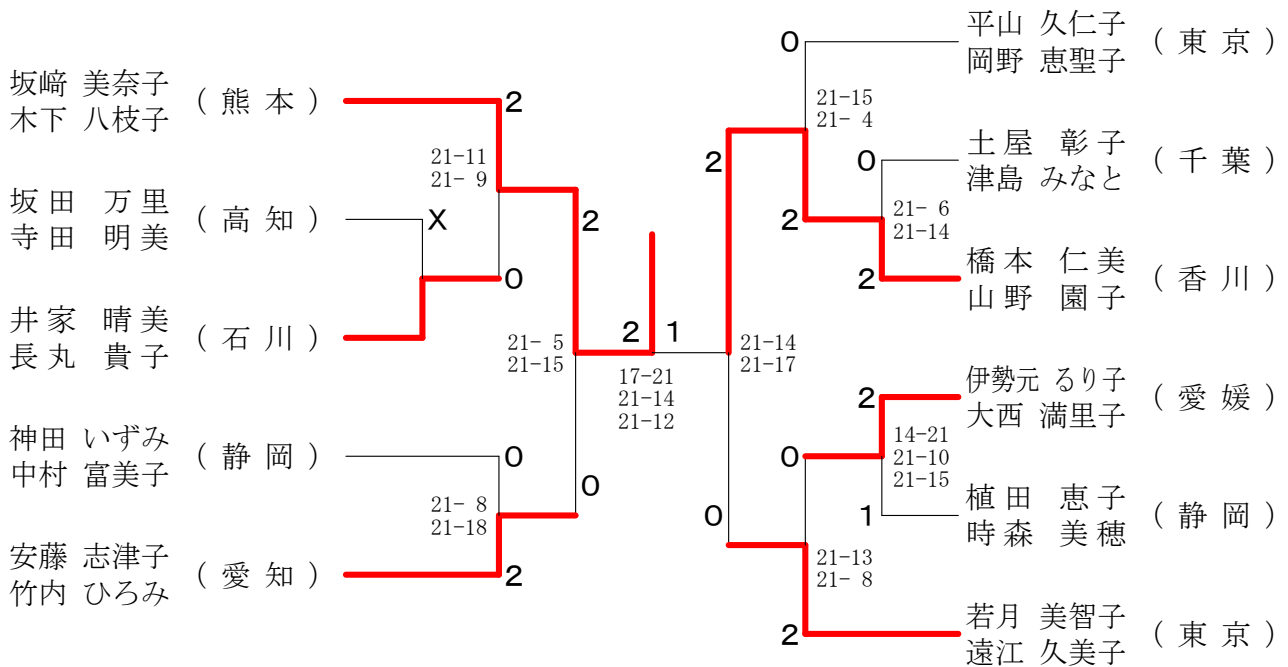 坂﨑 美奈子
木下 八枝子
( 熊 本 )
2
21-11
21- 9
坂 田 万 里
寺 田 明 美
( 高 知 )
X
0
井 家 晴 美
長 丸 貴 子
( 石 川 )
2
21- 5
21-15
神田 いずみ
中村 富美子
( 静 岡 )
0
0
21- 8
21-18
安藤 志津子
竹内 ひろみ
( 愛 知 )
2
2 1
17-21
21-14
21-12
0
平山 久仁子
岡野 恵聖子
( 東 京 )
21-15
21- 4
2
0
土 屋 彰 子
津島 みなと
( 千 葉 )
2
21- 6
21-14
2
橋 本 仁 美
山 野 園 子
( 香 川 )
21-14
21-17
2
伊勢元 るり子
大西 満里子
( 愛 媛 )
0
14-21
21-10
21-15
0
1
植 田 恵 子
時 森 美 穂
( 静 岡 )
21-13
21- 8
2
若月 美智子
遠江 久美子
( 東 京 )